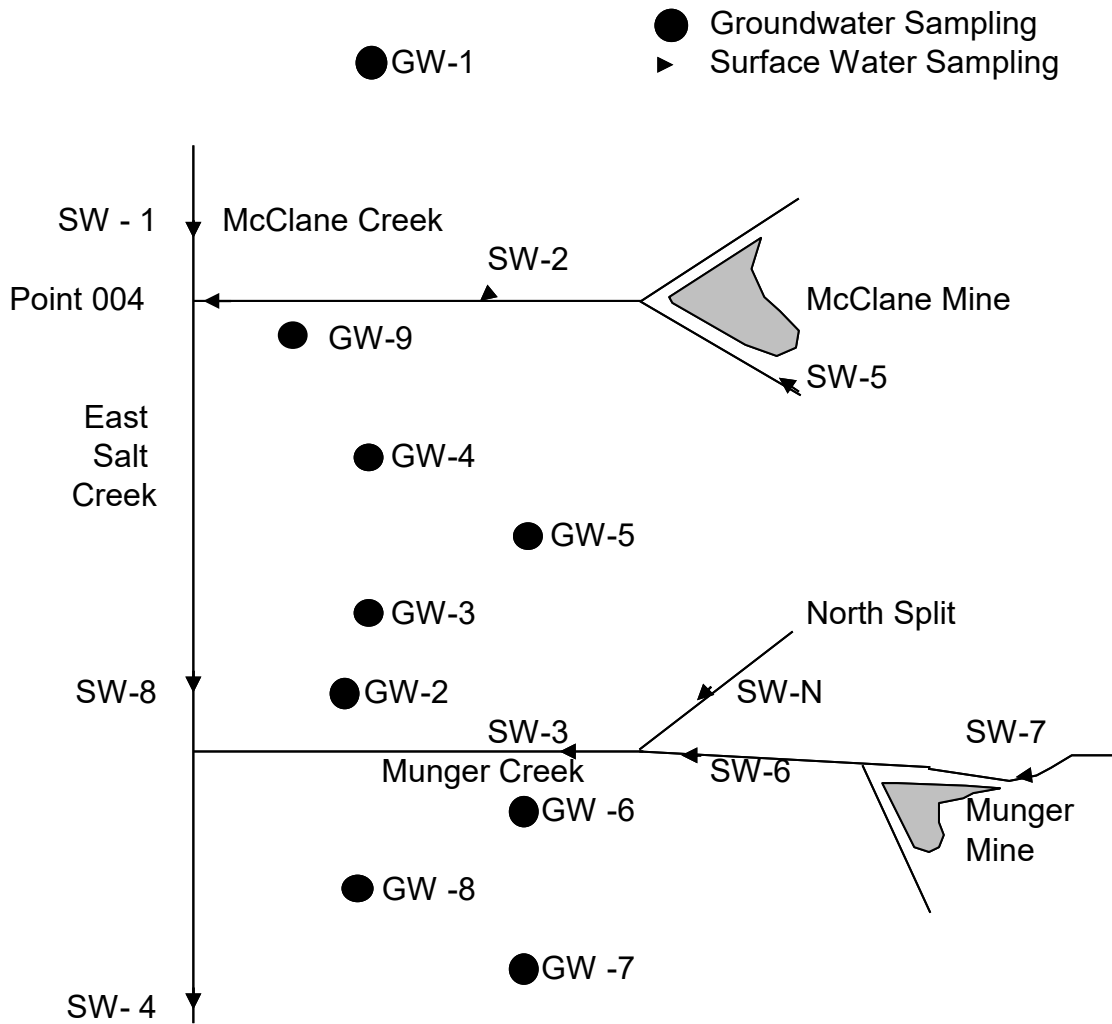 Groundwater Sampling
Surface Water Sampling
GW-1
SW - 1
McClane Creek
SW-2
Point 004
McClane Mine
GW-9
SW-5
East
Salt
Creek
GW-4
GW-5
GW-3
North Split
SW-8
GW-2
SW-N
SW-3
SW-7
Munger Creek
SW-6
GW -6
Munger
Mine
GW -8
GW -7
SW- 4